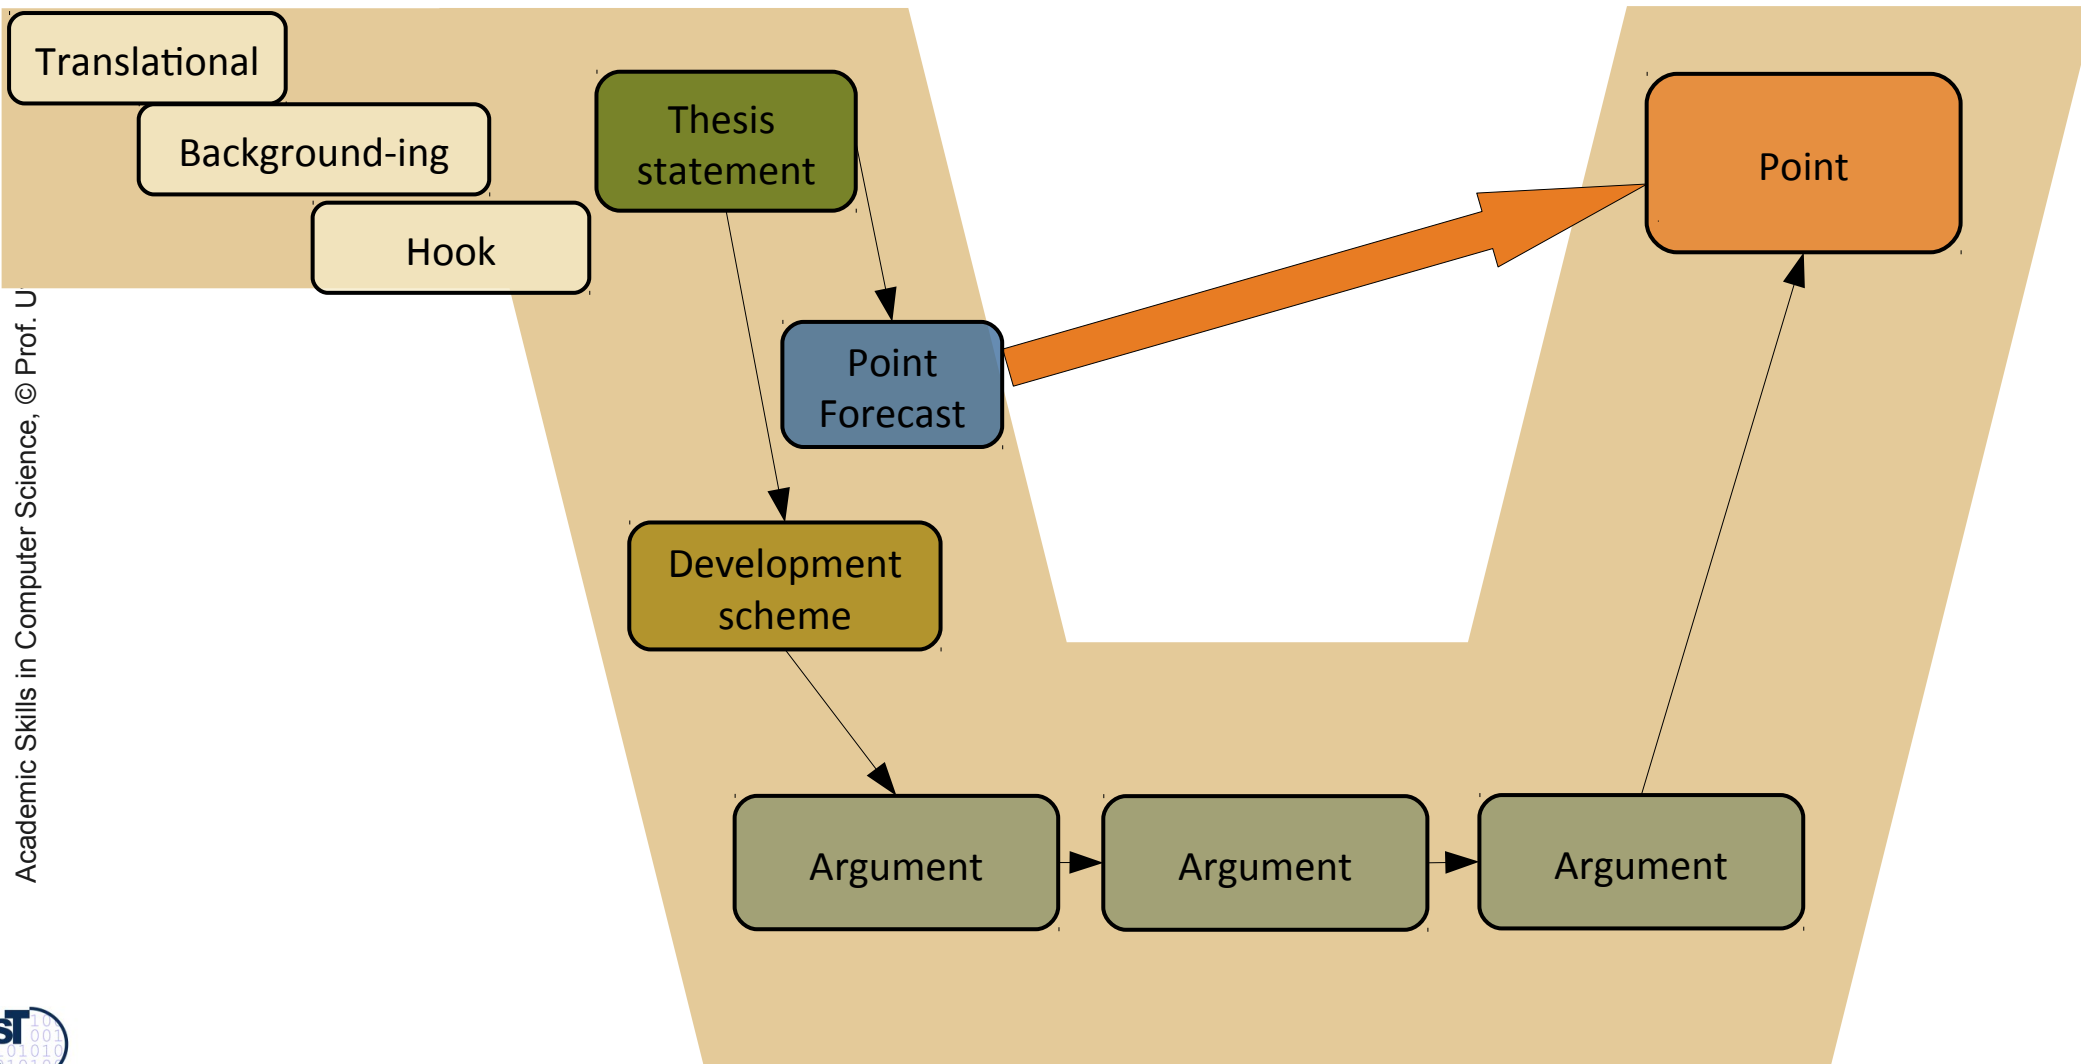 Translational
Background-ing
Hook
Thesis
statement
Point
Forecast
Development
scheme
Argument
Argument
Argument
Point
Academic Skills in Computer Science, © Prof. U
sT